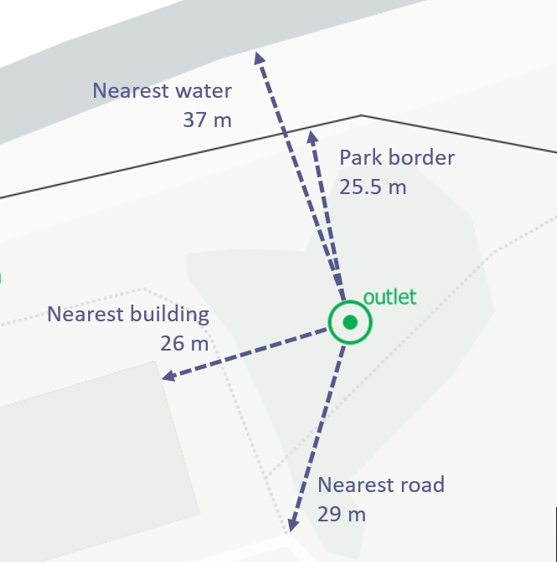 Nearest water
37 m
Park border
25.5 m
outlet
Nearest building
26 m
Nearest road
29 m